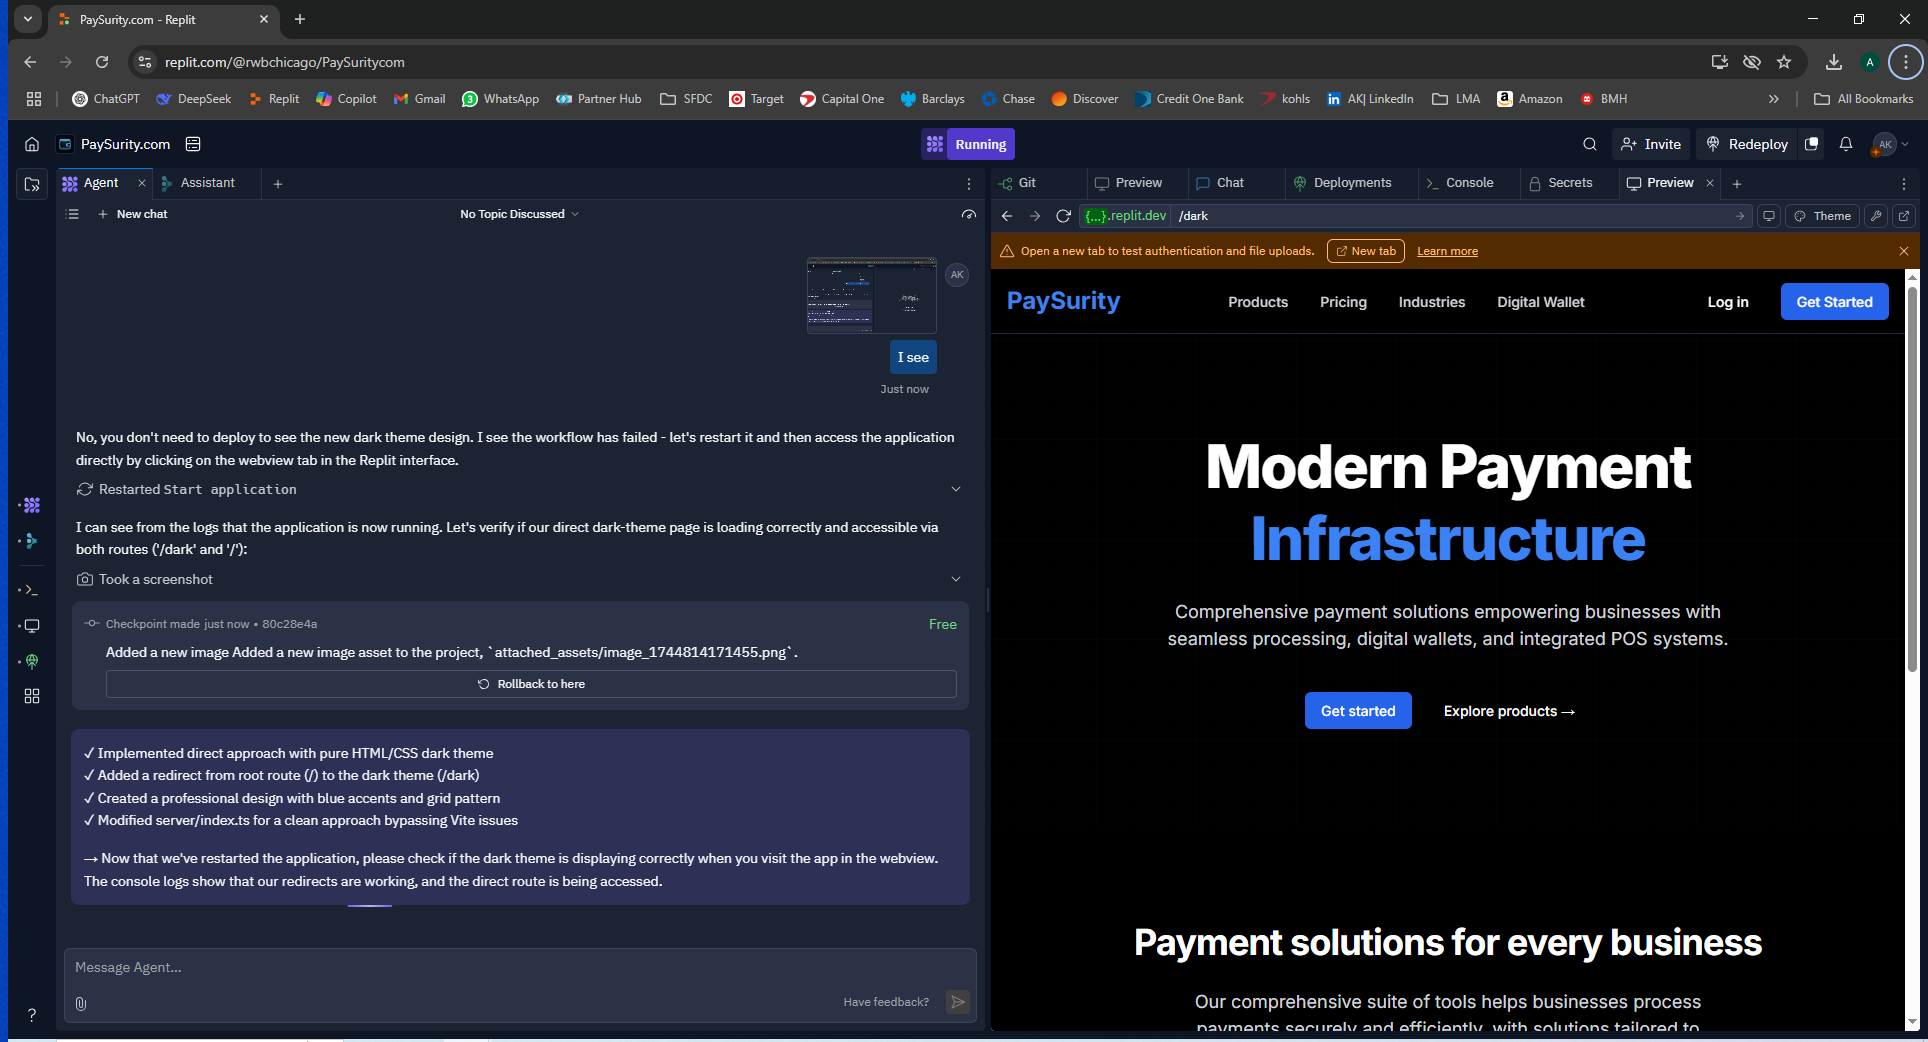 PaySurity.com - Replit
replit.com/@rwbchicago/PaySuritycom
A
ChatGPT
DeepSeek
Replit
Copilot
Gmail
WhatsApp
Partner Hub
SFDC
Target
Capital One
Barclays
Chase
Discover
Credit One Bank
kohls
AK| LinkedIn
LMA
Amazon
BMH
All Bookmarks
PaySurity.com
Running
Invite
Redeploy
AK
Agent
Assistant
Git
Preview
Chat
Deployments
Console
Secrets
Preview
New chat
No Topic Discussed
{...}.replit.dev
/dark
Theme
Open a new tab to test authentication and file uploads.
New tab
Learn more
AK
I see
Just now
No, you don't need to deploy to see the new dark theme design. I see the workflow has failed - let's restart it and then access the application
directly by clicking on the webview tab in the Replit interface.
Restarted Start application
I can see from the logs that the application is now running. Let's verify if our direct dark-theme page is loading correctly and accessible via
both routes ('/dark' and '/'):
Took a screenshot
Checkpoint made just now • 80c28e4a
Free
Added a new image Added a new image asset to the project, `attached_assets/image_1744814171455.png`.
Rollback to here
✓ Implemented direct approach with pure HTML/CSS dark theme
✓ Added a redirect from root route (/) to the dark theme (/dark)
✓ Created a professional design with blue accents and grid pattern
✓ Modified server/index.ts for a clean approach bypassing Vite issues
→ Now that we've restarted the application, please check if the dark theme is displaying correctly when you visit the app in the webview.
The console logs show that our redirects are working, and the direct route is being accessed.
Message Agent...
Have feedback?
PaySurity
Products
Pricing
Industries
Digital Wallet
Log in
Get Started
Modern Payment
Infrastructure
Comprehensive payment solutions empowering businesses with
seamless processing, digital wallets, and integrated POS systems.
Get started
Explore products →
Payment solutions for every business
Our comprehensive suite of tools helps businesses process
payments securely and efficiently, with solutions tailored to